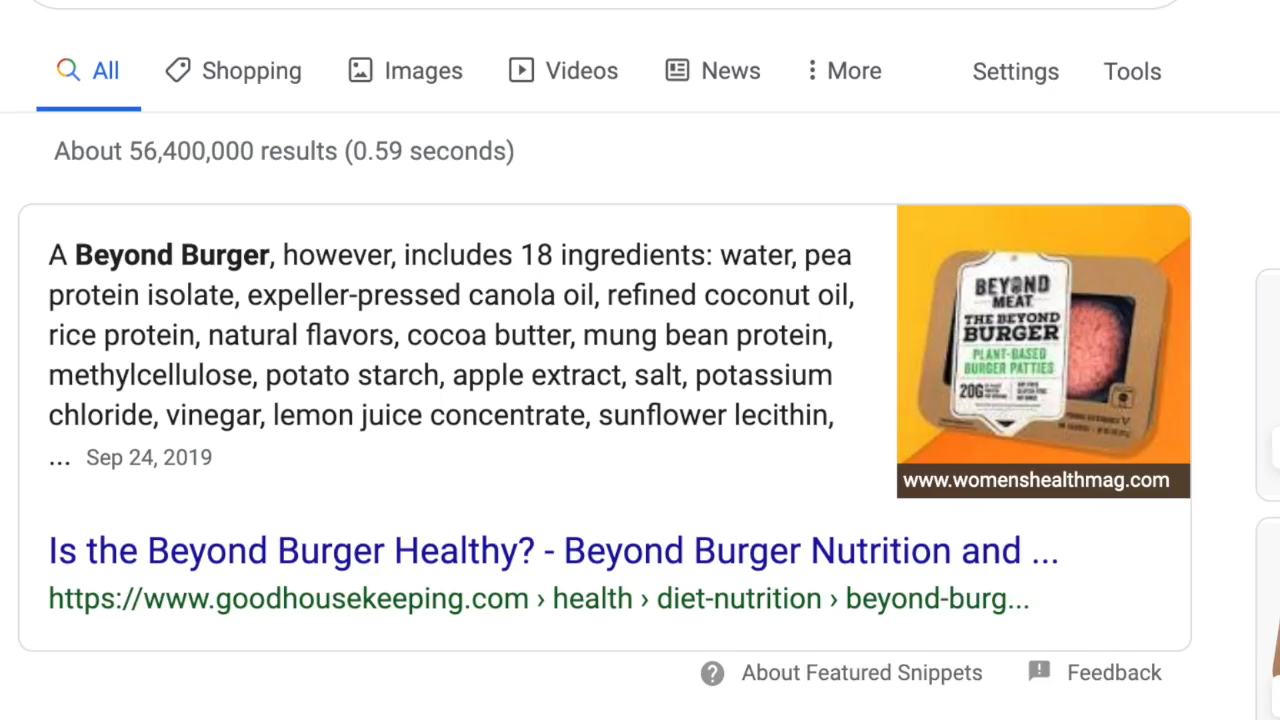 All Shopping Images Videos News More Settings Tools
About 56,400,000 results (0.59 seconds)
A Beyond Burger, however, includes 18 ingredients: water, pea
protein isolate, expeller-pressed canola oil, refined coconut oil,
rice protein, natural flavors, cocoa butter, mung bean protein,
methylcellulose, potato starch, apple extract, salt, potassium
chloride, vinegar, lemon juice concentrate, sunflower lecithin,
... Sep 24, 2019
BEYOND
MEAT
THE BEYOND
BURGER
PLANT-BASED
BURGER PATTIES
20G
www.womenshealthmag.com
Is the Beyond Burger Healthy? - Beyond Burger Nutrition and ...
https://www.goodhousekeeping.com › health › diet-nutrition › beyond-burg...
About Featured Snippets Feedback